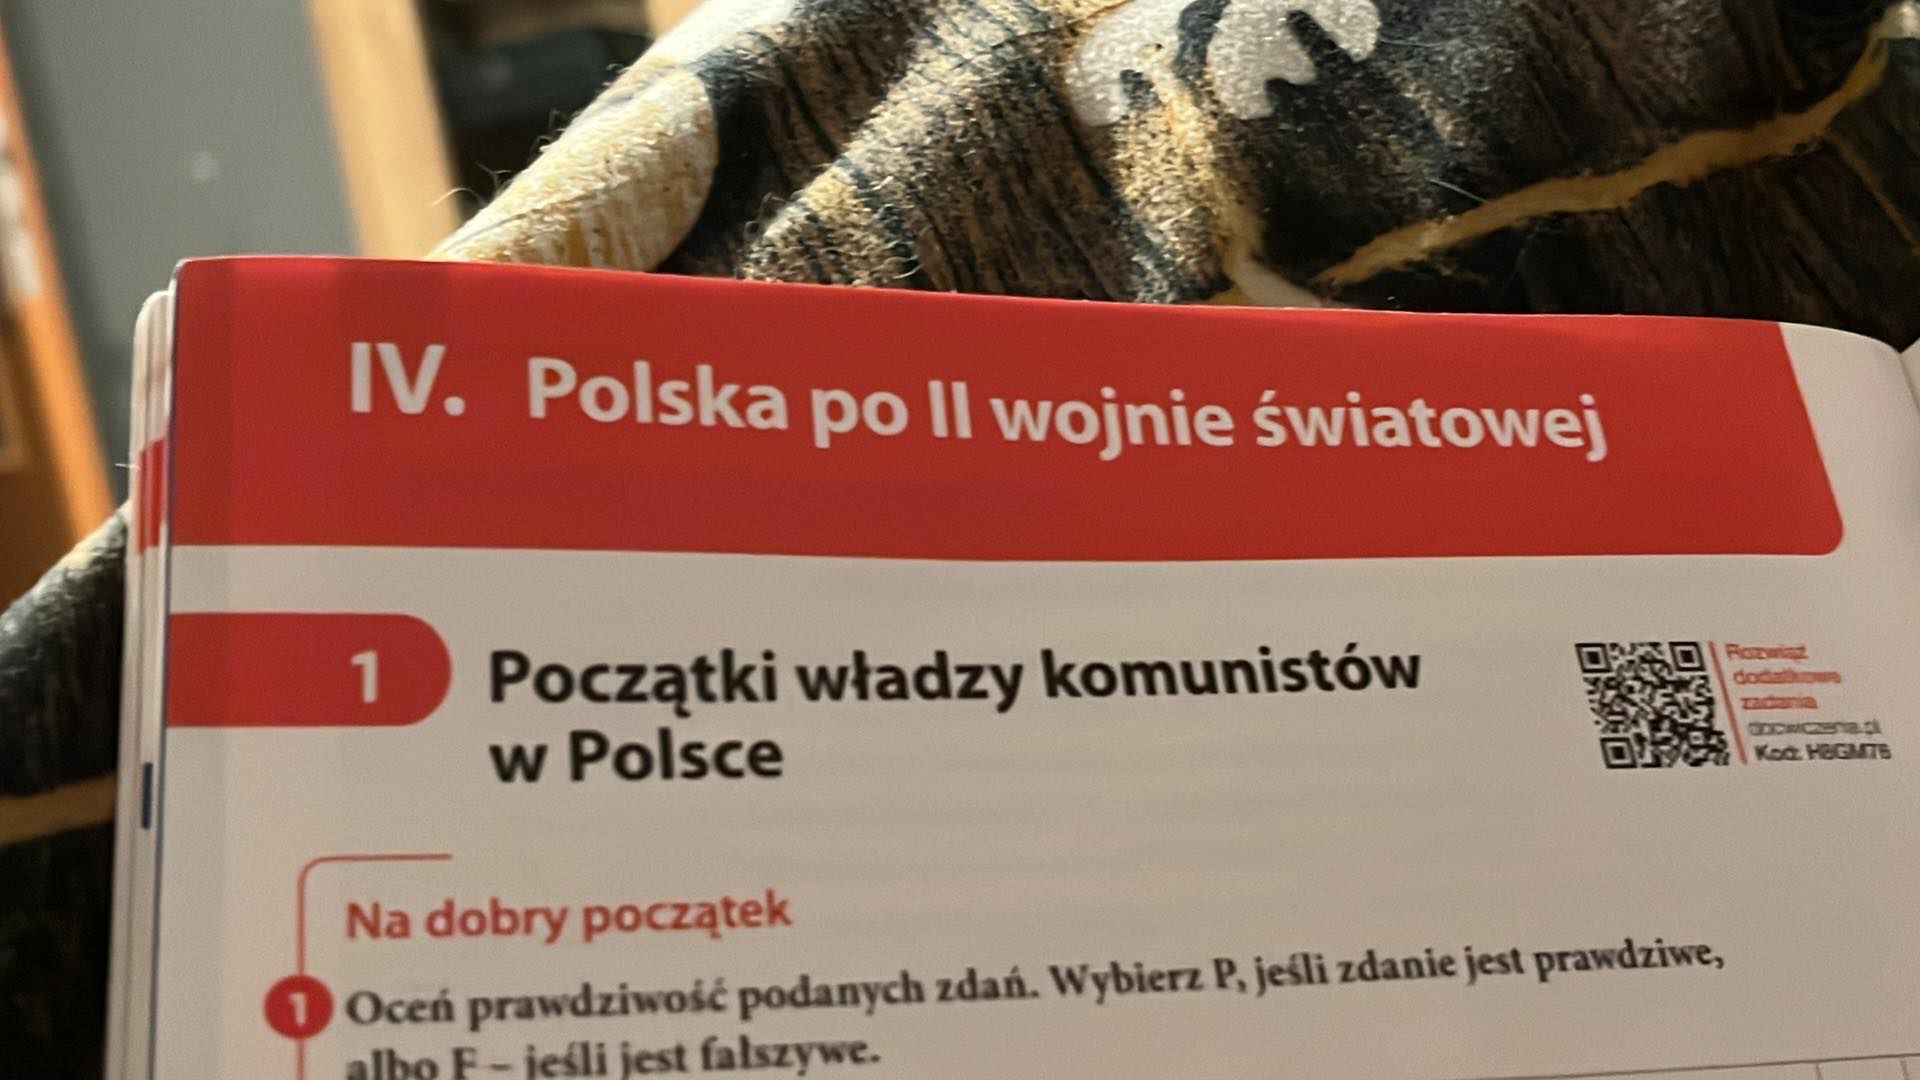 IV. Polska po II wojnie światowej
1 Początki władzy komunistów
w Polsce
Rozwiąż
dodatkowe
zadania
docwiczenia.pl
Kod: H8GM76
Na dobry początek
1 Oceń prawdziwość podanych zdań. Wybierz P, jeśli zdanie jest prawdziwe,
albo F – jeśli jest fałszywe.